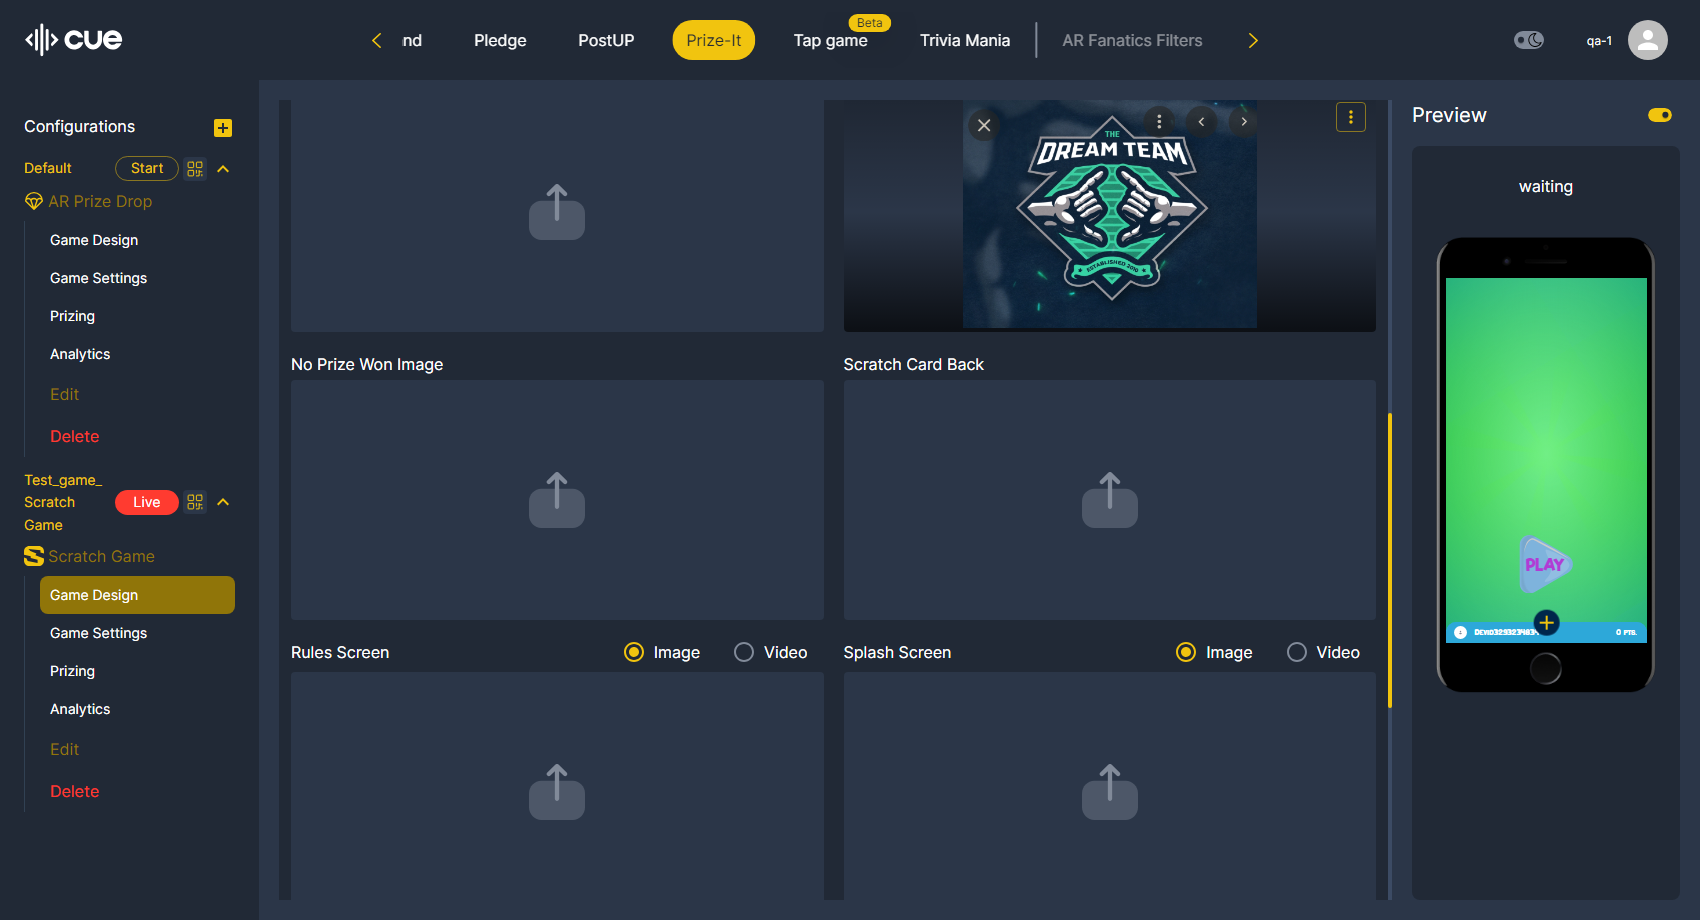 cue
nd
Pledge
PostUP
Prize-It
Beta
Tap game
Trivia Mania
AR Fanatics Filters
qa-1
Configurations
Default
Start
AR Prize Drop
Game Design
Game Settings
Prizing
Analytics
Edit
Delete
Test_game_
Scratch
Game
Live
Scratch Game
Game Design
Game Settings
Prizing
Analytics
Edit
Delete
THE
DREAM TEAM
ESTABLISHED 2010
No Prize Won Image
Scratch Card Back
Rules Screen
Image
Video
Splash Screen
Image
Video
Preview
waiting
PLAY
0 PTS.